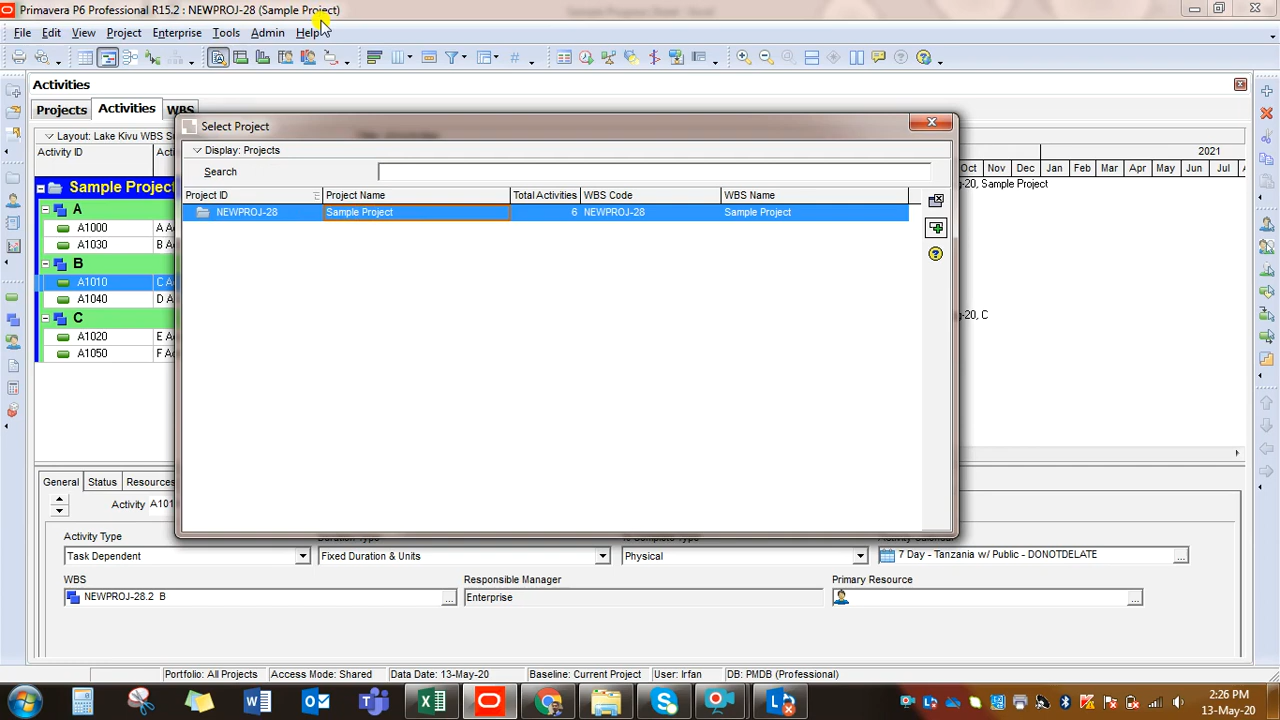 Primavera P6 Professional R15.2 : NEWPROJ-28 (Sample Project)
File Edit View Project Enterprise Tools Admin Help
Activities
Projects Activities WBS
Layout: Lake Kivu WBS S
Activity ID
Sample Project
A
A1000 A A
A1030 B A
B
A1010 C A
A1040 D A
C
A1020 E A
A1050 F A
2021
Oct Nov Dec Jan Feb Mar Apr May Jun Jul A
g-20, Sample Project
g-20, C
Select Project
Display: Projects
Search
Project ID Project Name Total Activities WBS Code WBS Name
NEWPROJ-28 Sample Project 6 NEWPROJ-28 Sample Project
General Status Resources
Activity A101
Activity Type
Task Dependent Fixed Duration & Units Physical 7 Day - Tanzania w/ Public - DONOTDELATE
WBS Responsible Manager Primary Resource
NEWPROJ-28.2 B Enterprise
Portfolio: All Projects Access Mode: Shared Data Date: 13-May-20 Baseline: Current Project User: Irfan DB: PMDB (Professional)
2:26 PM
13-May-20